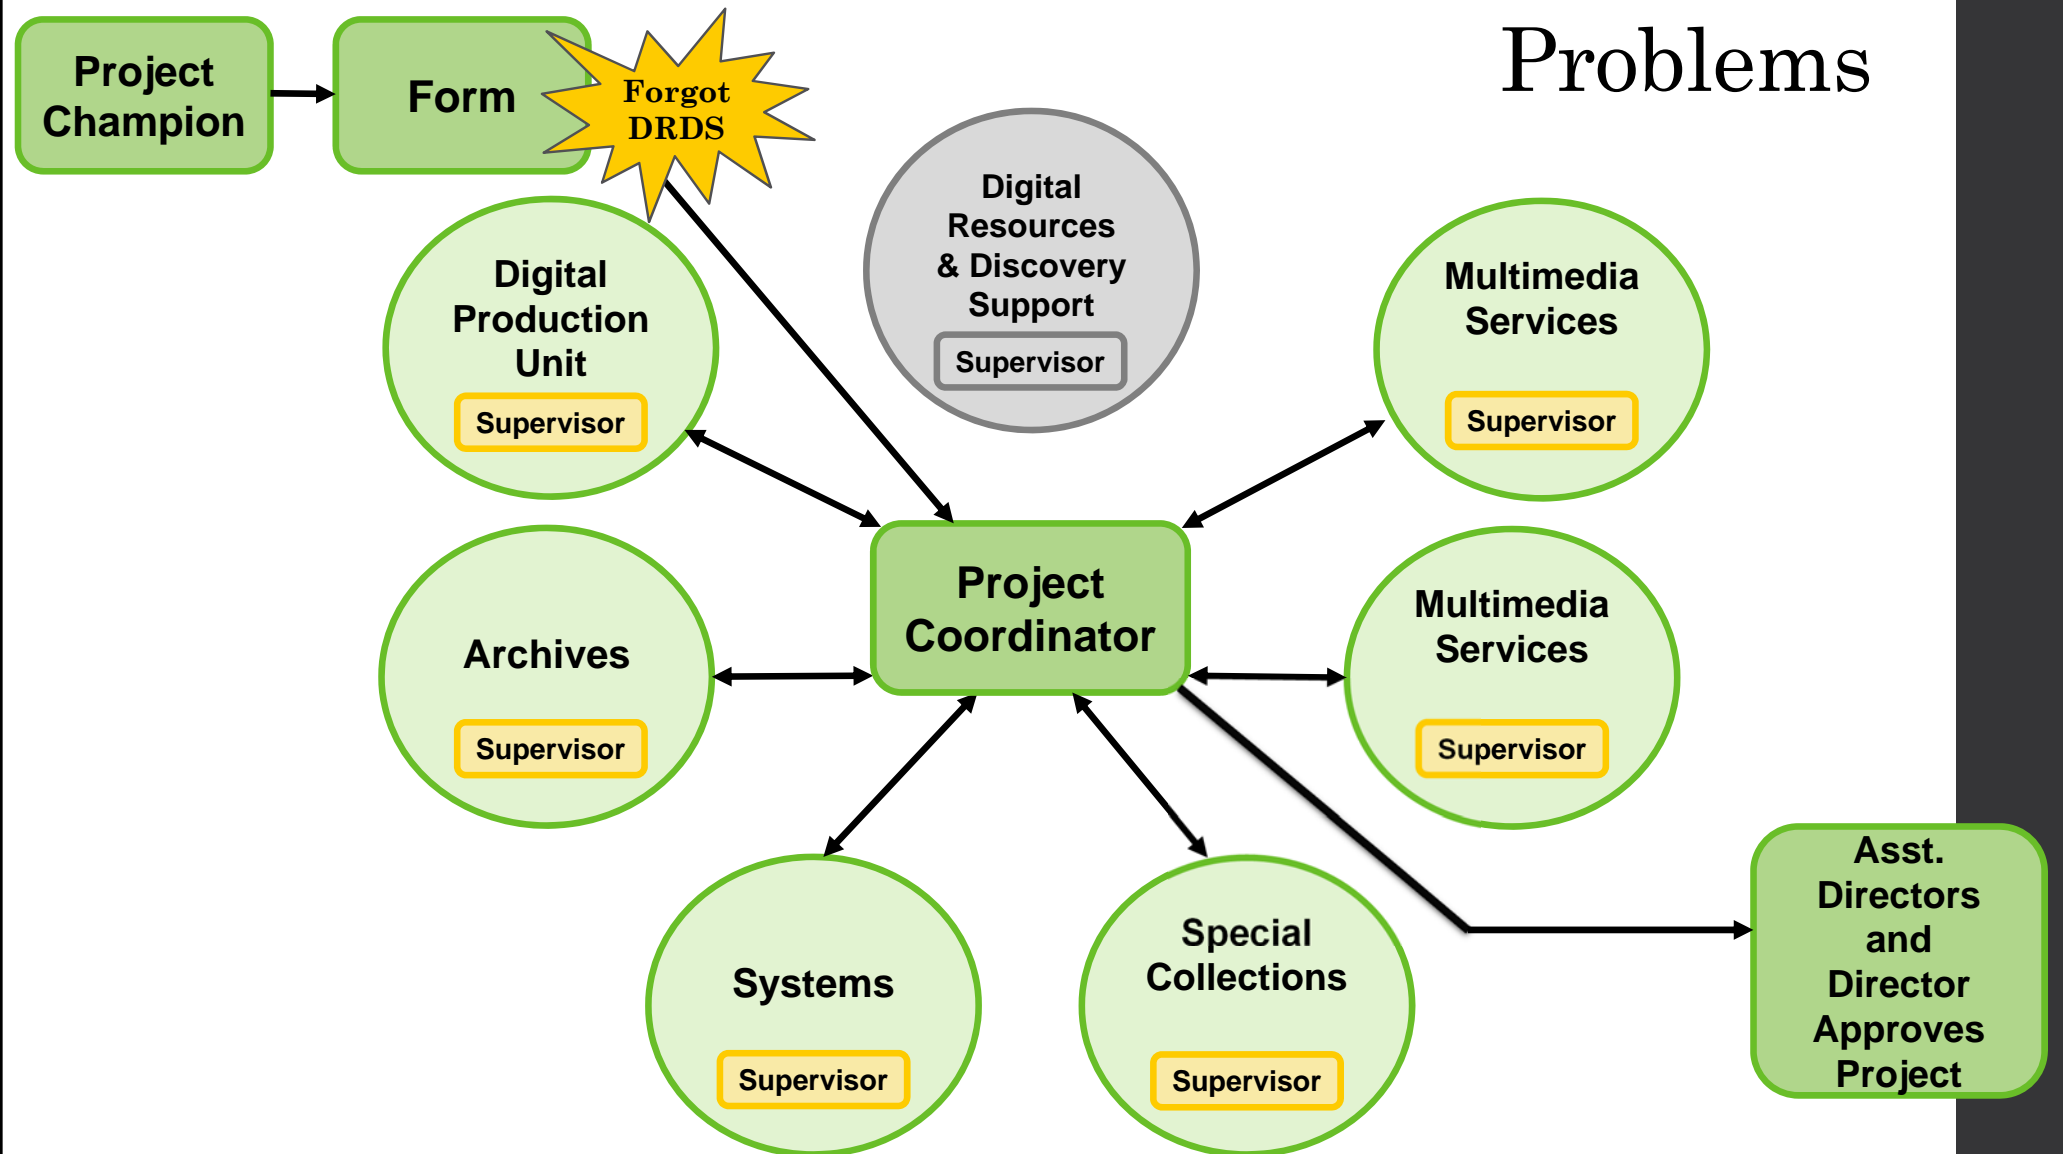 Problems
Project
Champion
Form
Forgot
DRDS
Digital
Resources
& Discovery
Support
Supervisor
Digital
Production
Unit
Supervisor
Multimedia
Services
Supervisor
Project
Coordinator
Archives
Supervisor
Multimedia
Services
Supervisor
Systems
Supervisor
Special
Collections
Supervisor
Asst.
Directors
and
Director
Approves
Project